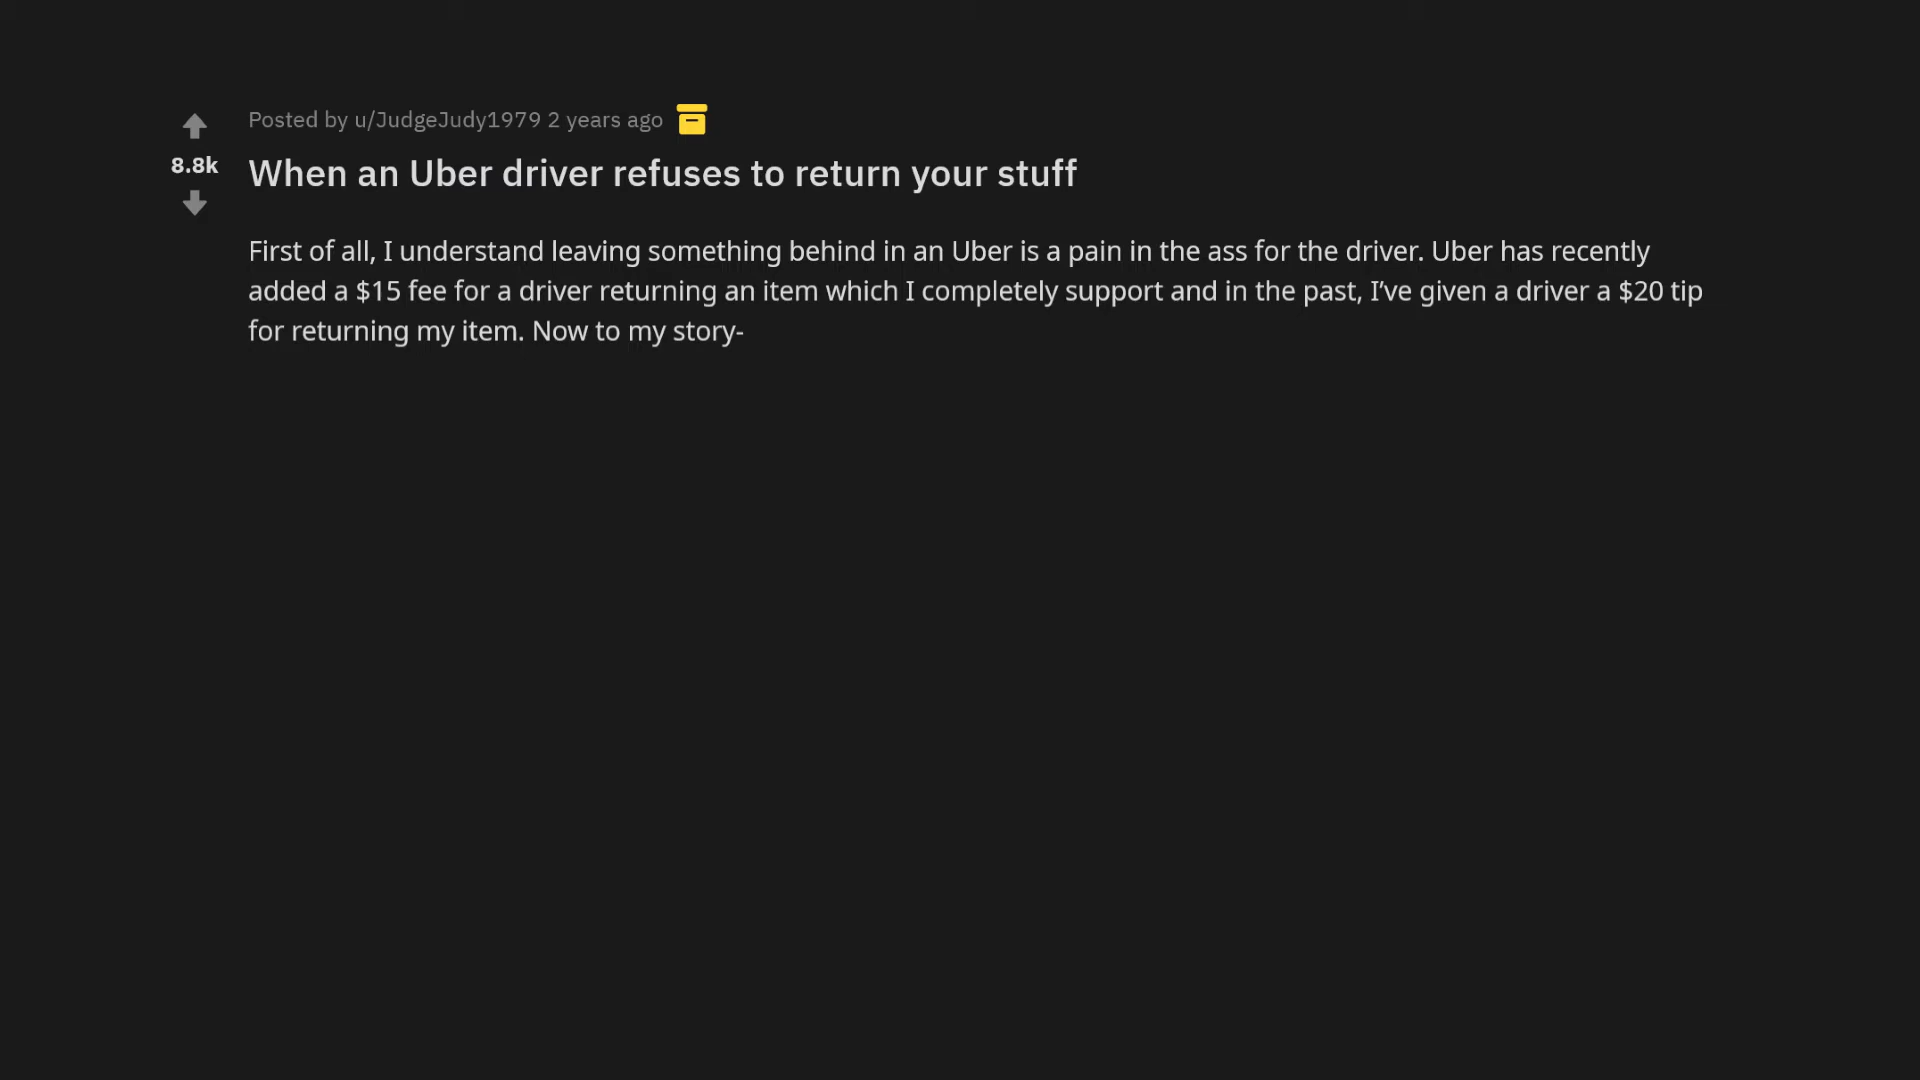 Posted by u/JudgeJudy1979 2 years ago
8.8k
When an Uber driver refuses to return your stuff
First of all, I understand leaving something behind in an Uber is a pain in the ass for the driver. Uber has recently
added a $15 fee for a driver returning an item which I completely support and in the past, I’ve given a driver a $20 tip
for returning my item. Now to my story-